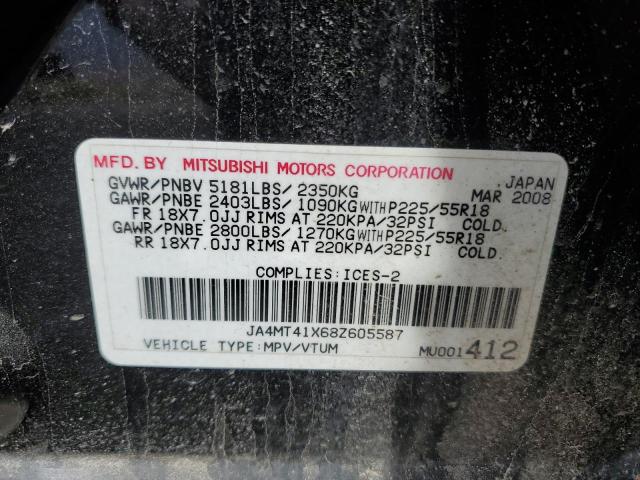 MFD. BY MITSUBISHI MOTORS CORPORATION
GVWR/PNBV 5181LBS/ 2350KG JAPAN
GAWR/PNBE 2403LBS/ 1090KG WITH P225/55R18 MAR 2008
FR 18X7.0JJ RIMS AT 220KPA/32PSI COLD.
GAWR/PNBE 2800LBS/ 1270KG WITH P225/55R18
RR 18X7.0JJ RIMS AT 220KPA/32PSI COLD.
COMPLIES: ICES-2
JA4MT41X68Z605587
VEHICLE TYPE: MPV/VTUM MU001412